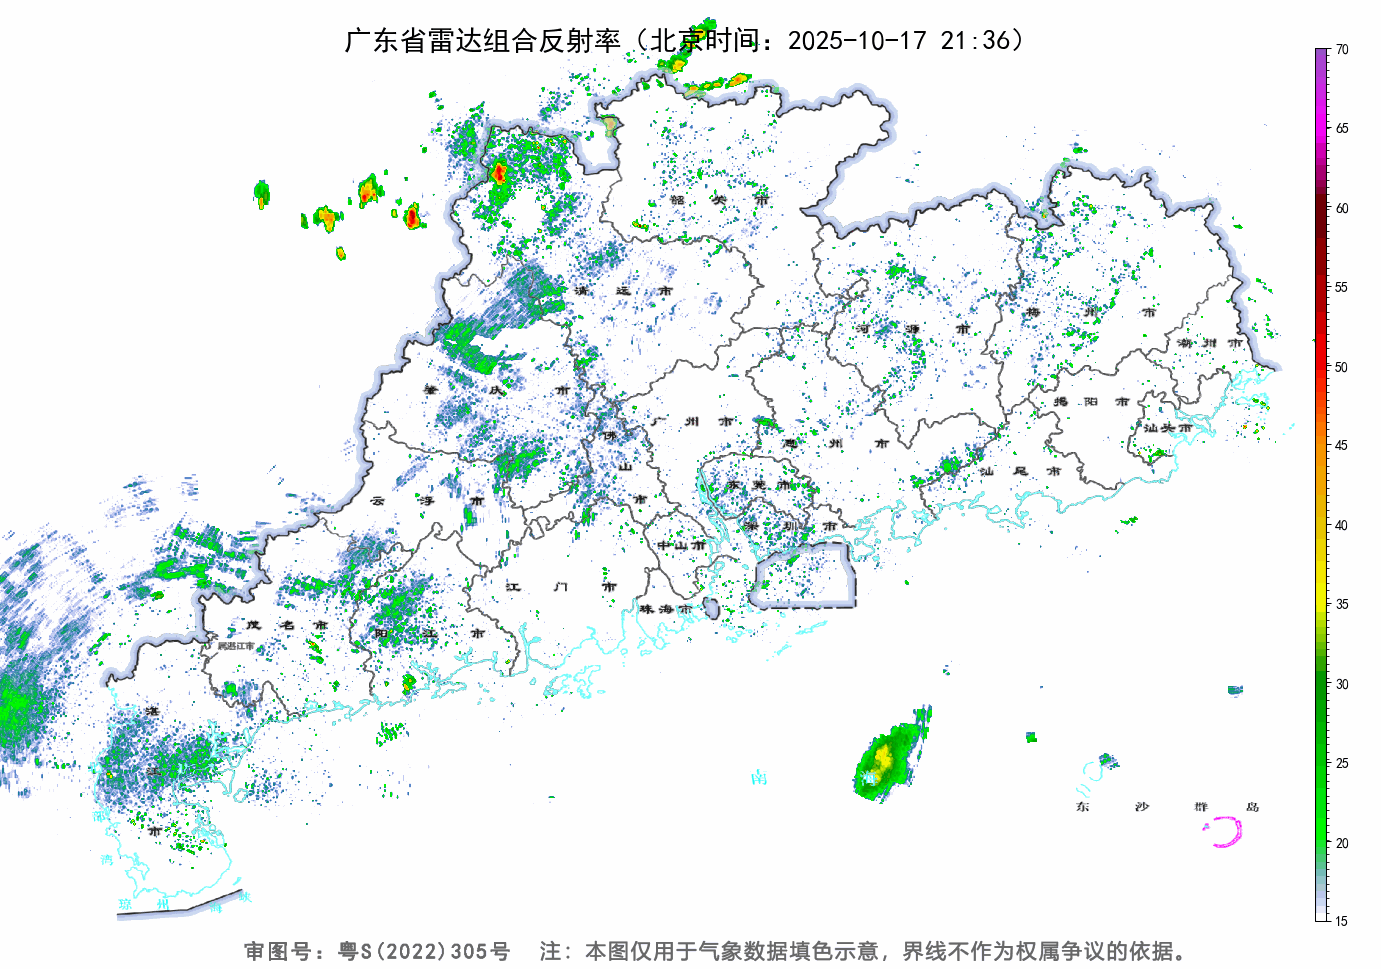 广东省雷达组合反射率（北京时间：2025-10-17 21:36）
70
65
60
55
50
45
40
35
30
25
20
15
韶 关 市
清 远 市
河 源 市
梅 州 市
潮 州 市
肇 庆 市
广 州 市
佛 山 市
惠 州 市
揭 阳 市
汕头市
汕 尾 市
东 莞 市
深 圳 市
云 浮 市
中山市
江 门 市
珠海市
茂 名 市
阳 江 市
属湛江市
湛 江 市
南
湾
琼 州 海 峡
东 沙 群 岛
审图号：粤S(2022)305号 注：本图仅用于气象数据填色示意，界线不作为权属争议的依据。